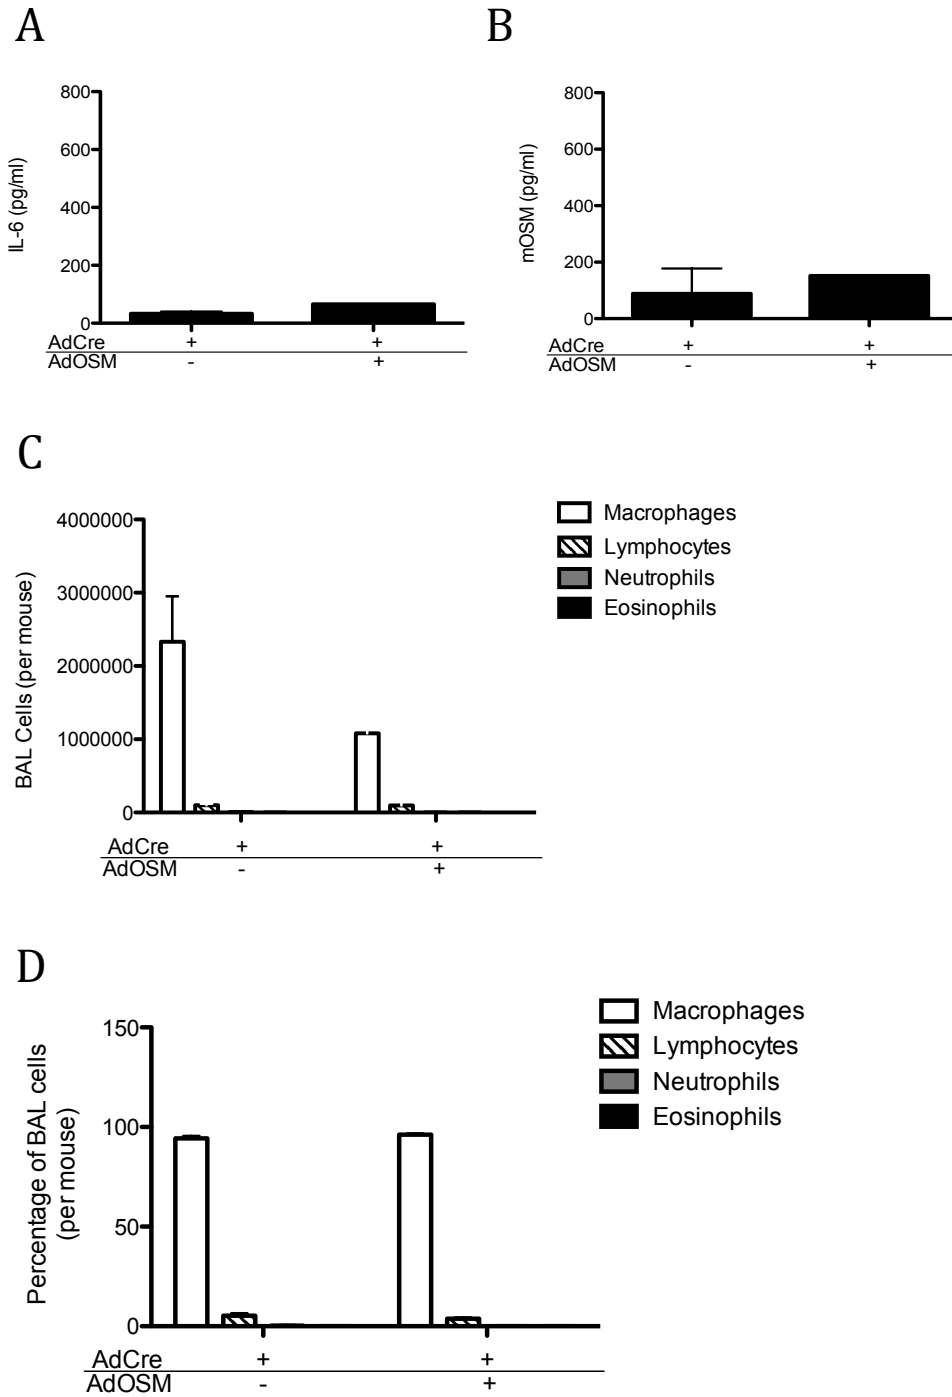 A
B
800
600
400
200
0
IL-6 (pg/ml)
AdCre + +
AdOSM - +
800
600
400
200
0
mOSM (pg/ml)
AdCre + +
AdOSM - +
C
4000000
3000000
2000000
1000000
0
BAL Cells (per mouse)
Macrophages
Lymphocytes
Neutrophils
Eosinophils
AdCre + +
AdOSM - +
D
150
100
50
0
Percentage of BAL cells
(per mouse)
Macrophages
Lymphocytes
Neutrophils
Eosinophils
AdCre + +
AdOSM - +